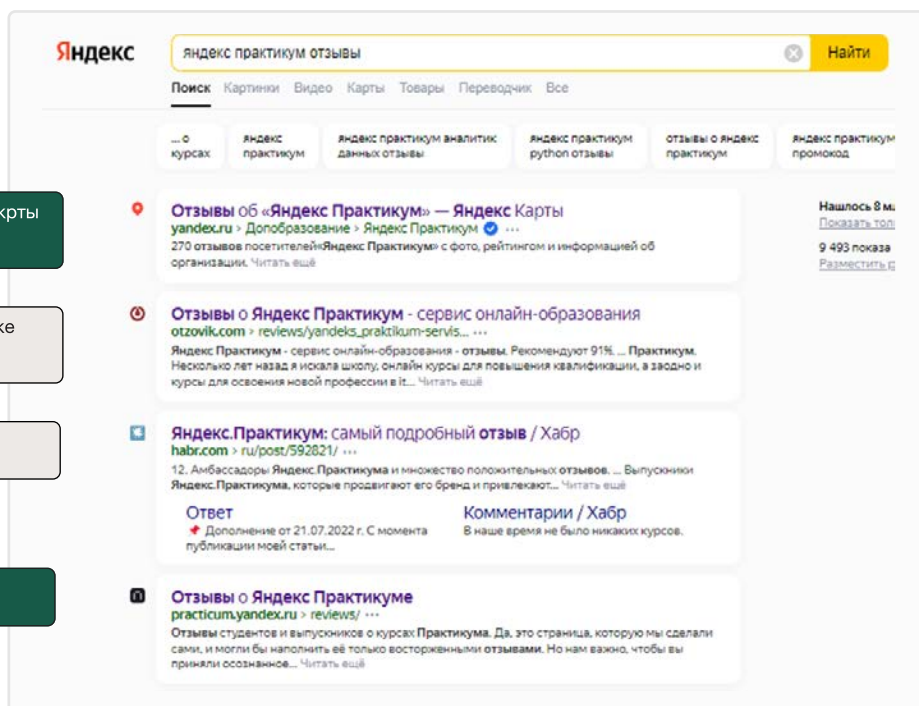 Яндекс
яндекс практикум отзывы
Найти
Поиск Картинки Видео Карты Товары Переводчик Все
... о курсах
яндекс практикум
яндекс практикум аналитик данных отзывы
яндекс практикум python отзывы
отзывы о яндекс практикум
яндекс практикум промокод
крты
Отзывы об «Яндекс Практикум» — Яндекс Карты
yandex.ru › Допобразование › Яндекс Практикум ...
270 отзывов посетителей«Яндекс Практикум» с фото, рейтингом и информацией об
организации. Читать ещё
Нашлось 8
Показать
9 493 показа
Разместить
Отзывы о Яндекс Практикум - сервис онлайн-образования
otzovik.com › reviews/yandeks_praktikum-servis... ...
Яндекс Практикум - сервис онлайн-образования - отзывы. Рекомендуют 91%. ... Практикум.
Несколько лет назад я искала школу, онлайн курсы для повышения квалификации, а заодно и
курсы для освоения новой профессии в it... Читать ещё
Яндекс.Практикум: самый подробный отзыв / Хабр
habr.com › ru/post/592821/ ...
12. Амбассадоры Яндекс.Практикума и множество положительных отзывов. ... Выпускники
Яндекс.Практикума, которые продвигают его бренд и привлекают... Читать ещё
Ответ
Дополнение от 21.07.2022 г. С момента
публикации моей статьи...
Комментарии / Хабр
В наше время не было никаких курсов.
Отзывы о Яндекс Практикуме
practicum.yandex.ru › reviews/ ...
Отзывы студентов и выпускников о курсах Практикума. Да, это страница, которую мы сделали
сами, и могли бы наполнить её только восторженными отзывами. Но нам важно, чтобы вы
приняли осознанное... Читать ещё